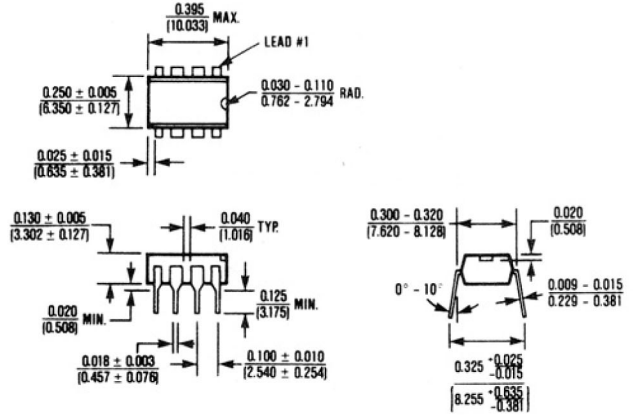 0.395
(10.033) MAX.
LEAD #1
0.250 ± 0.005
(6.350 ± 0.127)
0.030 - 0.110
0.762 - 2.794 RAD.
0.025 ± 0.015
(0.635 ± 0.381)
0.130 ± 0.005
(3.302 ± 0.127)
0.040
(1.016) TYP.
0.300 - 0.320
(7.620 - 8.128)
0.020
(0.508)
0.020
(0.508) MIN.
0.125
(3.175) MIN.
0° - 10°
0.009 - 0.015
0.229 - 0.381
0.018 ± 0.003
(0.457 ± 0.076)
0.100 ± 0.010
(2.540 ± 0.254)
0.325 +0.025
-0.015
(8.255 +0.635
-0.381)